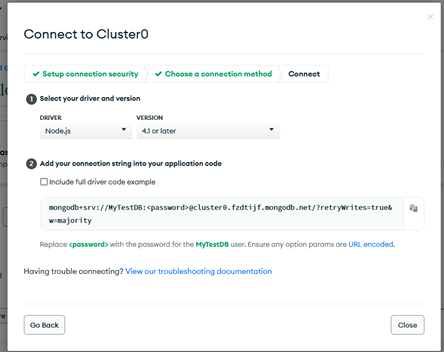 Connect to Cluster0
Setup connection security
Choose a connection method
Connect
1 Select your driver and version
DRIVER
VERSION
Node.js
4.1 or later
2 Add your connection string into your application code
Include full driver code example
mongodb+srv://MyTestDB:<password>@cluster0.fzdtijf.mongodb.net/?retryWrites=true&
w=majority
Replace <password> with the password for the MyTestDB user. Ensure any option params are URL encoded.
Having trouble connecting? View our troubleshooting documentation
Go Back
Close